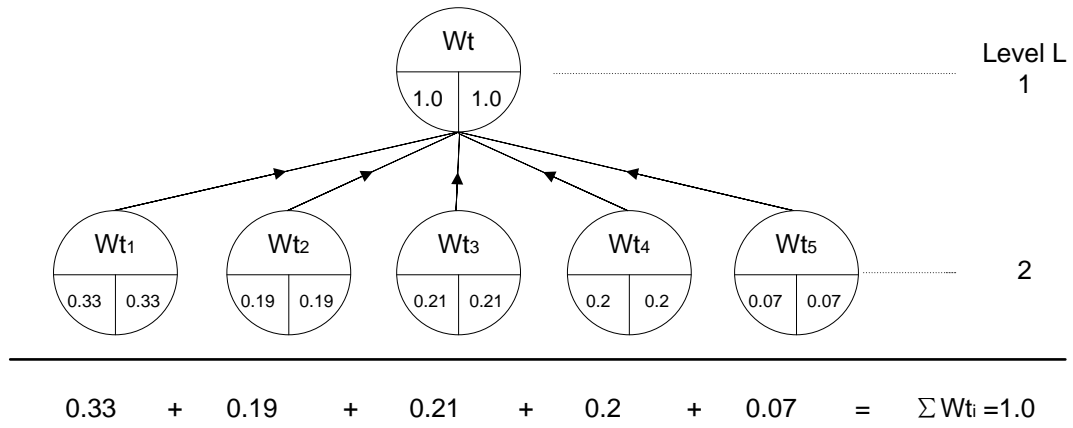 Wt
Level L
1
1.0 1.0
Wt1 Wt2 Wt3 Wt4 Wt5
2
0.33 0.33 0.19 0.19 0.21 0.21 0.2 0.2 0.07 0.07
0.33 + 0.19 + 0.21 + 0.2 + 0.07 = ∑Wti =1.0